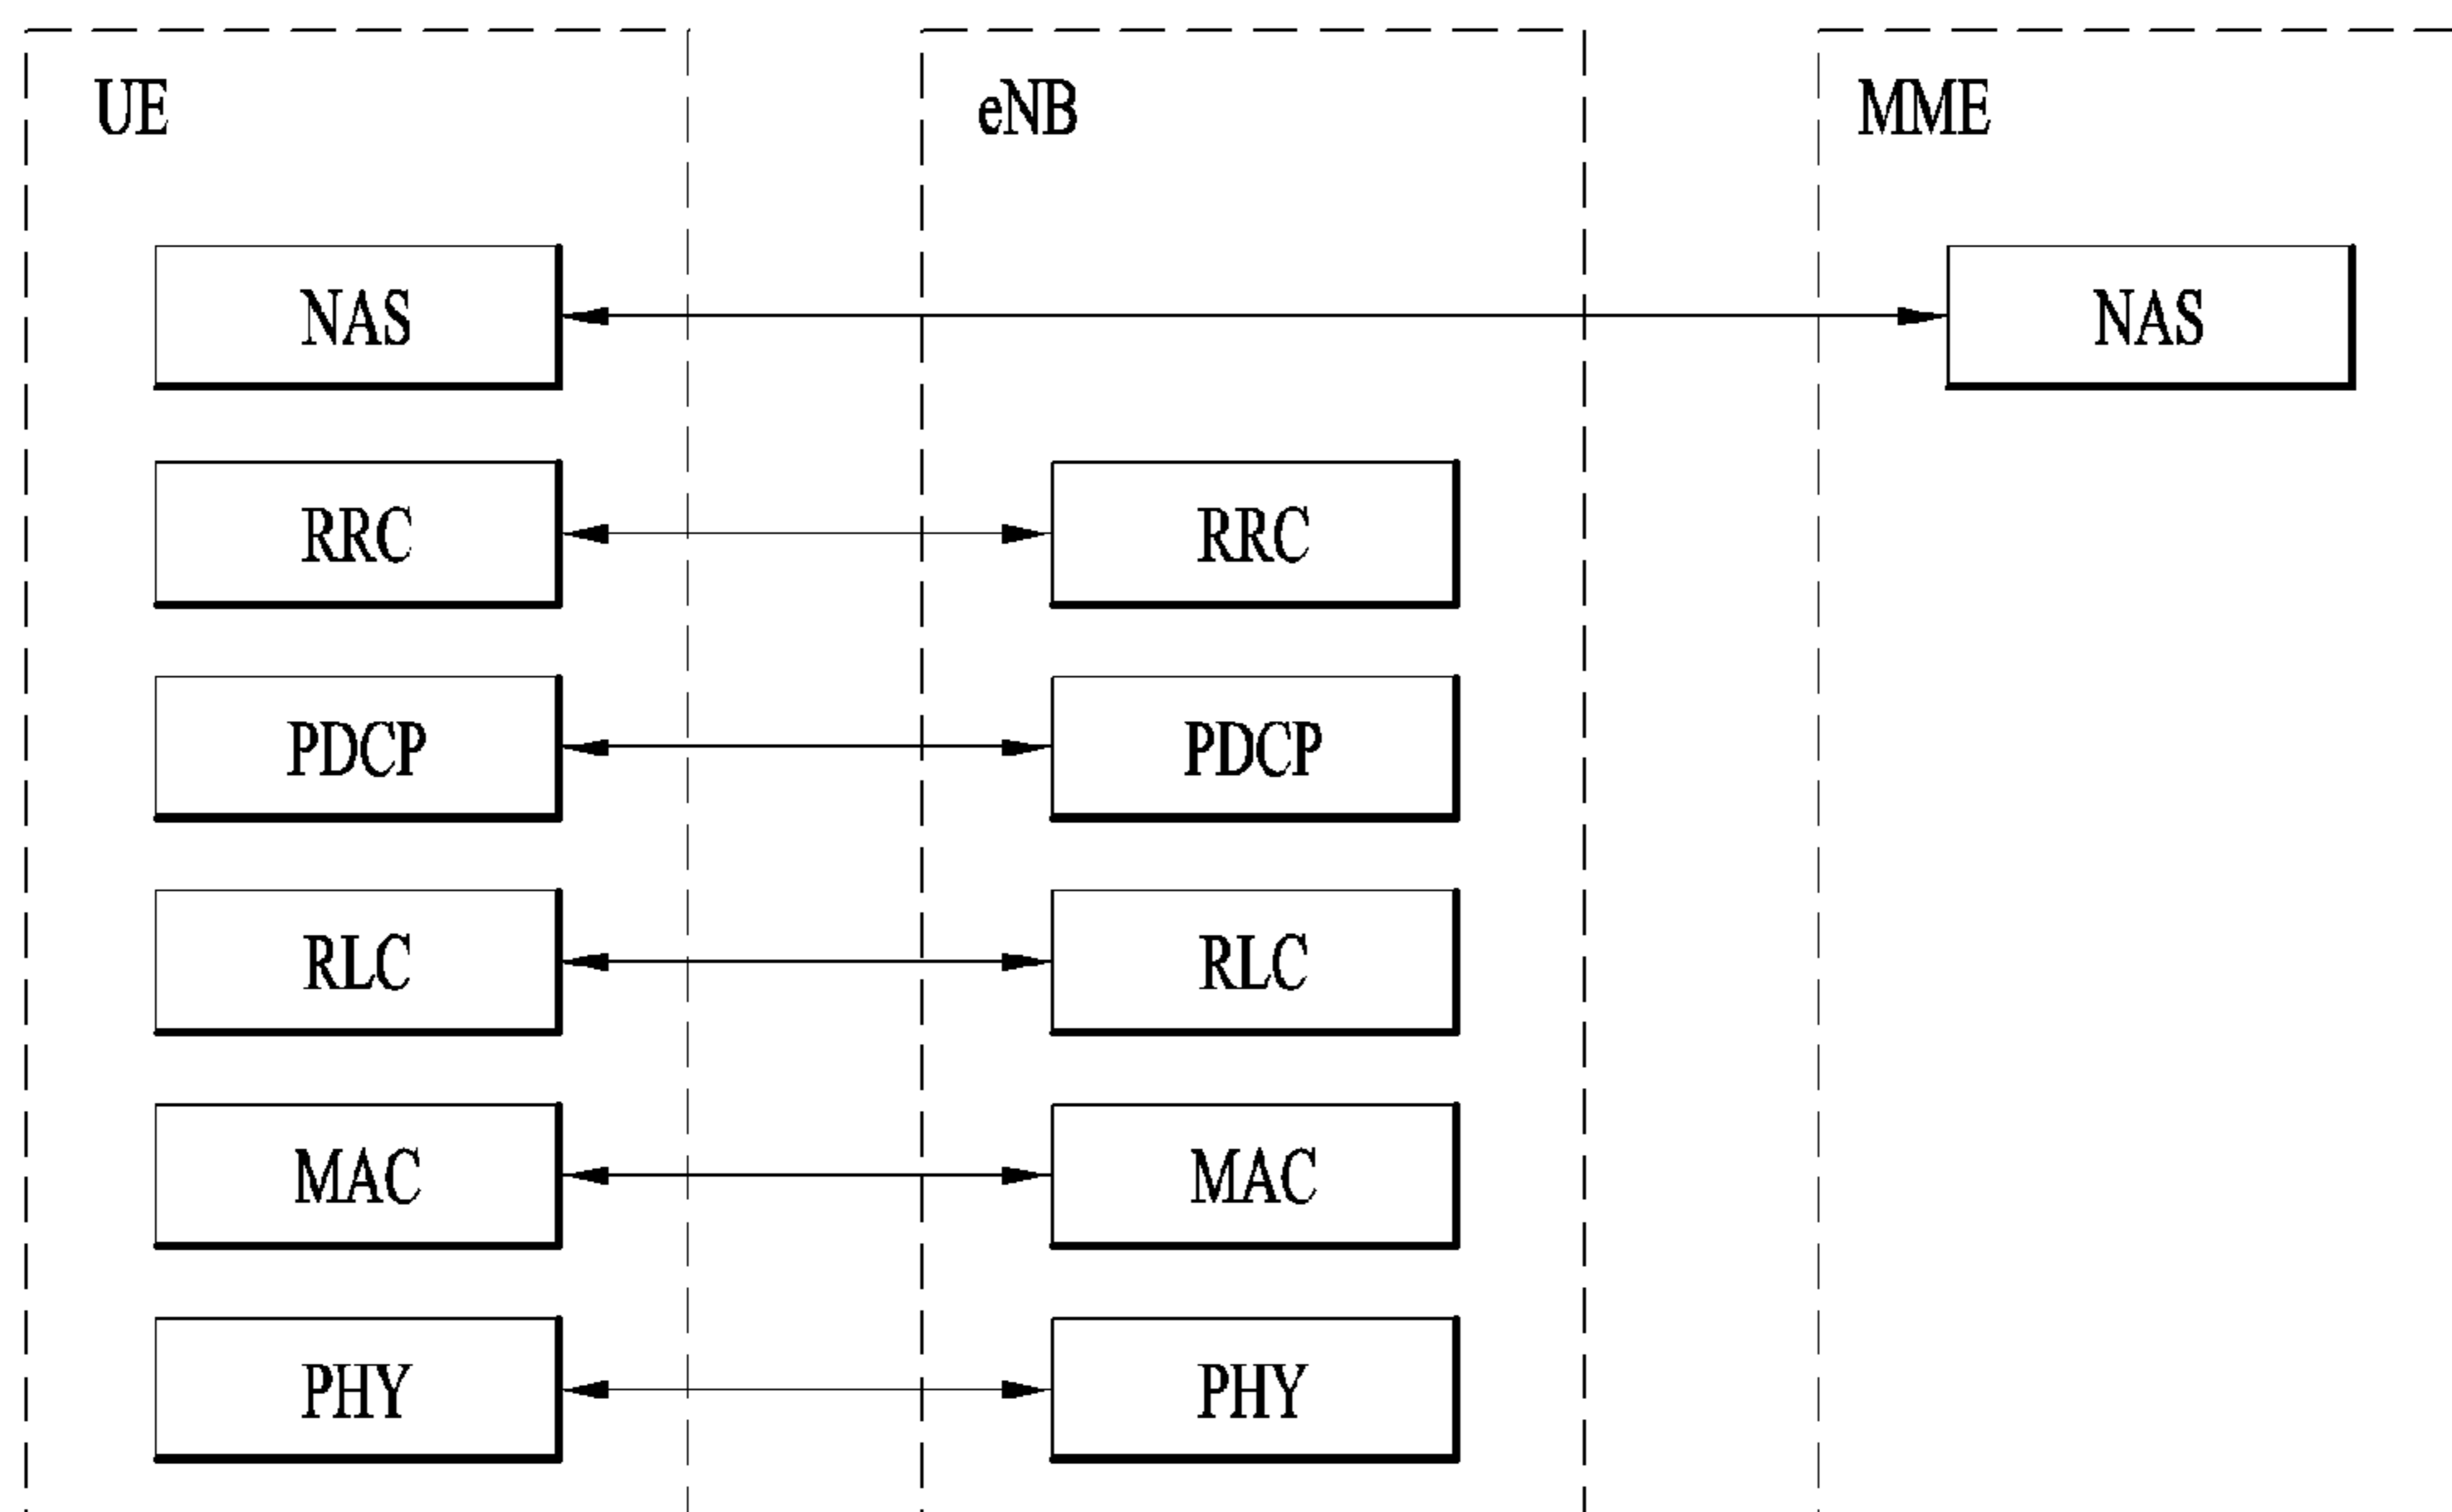 UE
eNB
MME
NAS
NAS
RRC
RRC
PDCP
PDCP
RLC
RLC
MAC
MAC
PHY
PHY